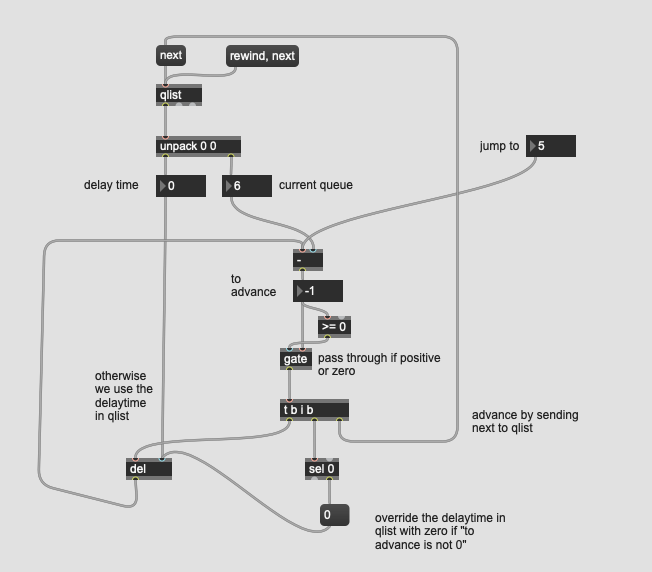 next
rewind, next
qlist
unpack 0 0
jump to
5
delay time
0
6
current queue
-
to
advance
-1
>= 0
gate
pass through if positive
or zero
otherwise
we use the
delaytime
in qlist
t b i b
advance by sending
next to qlist
del
sel 0
0
override the delaytime in
qlist with zero if "to
advance is not 0"